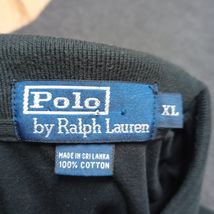 Polo
by Ralph Lauren
XL
MADE IN SRI LANKA
100% COTTON